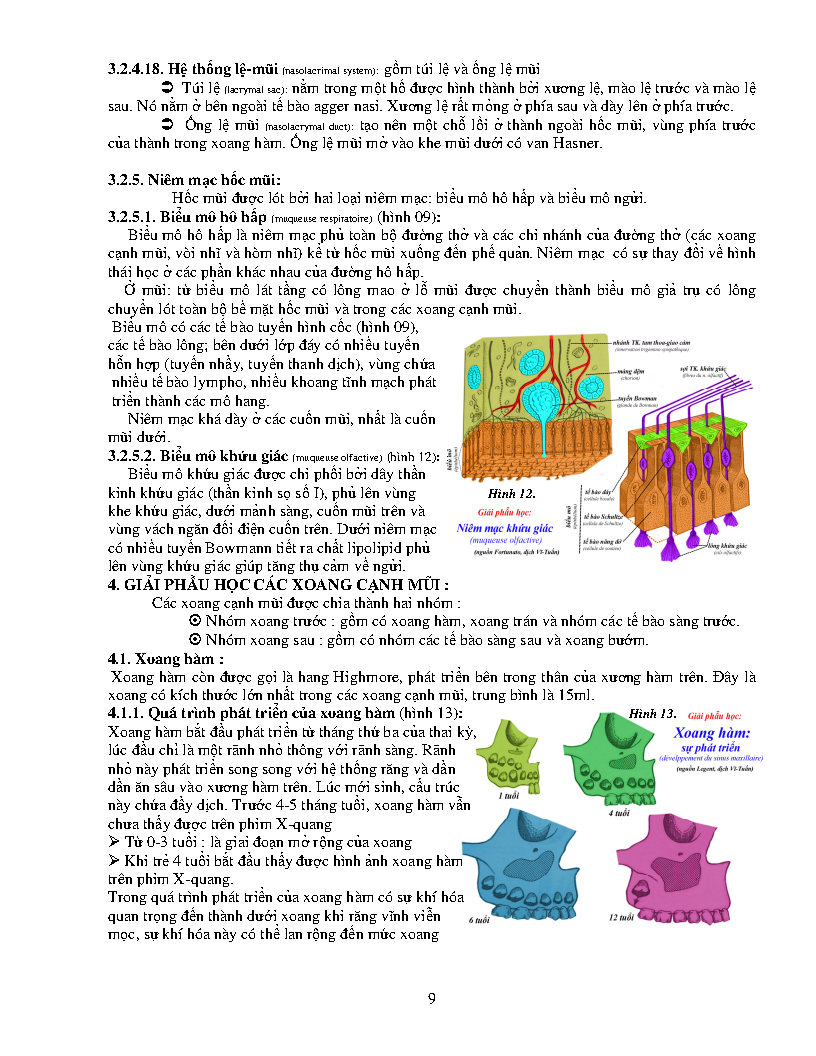 3.2.4.18. Hệ thống lệ-mũi (nasolacrimal system): gồm túi lệ và ống lệ mũi
➲ Túi lệ (lacrymal sac): nằm trong một hố được hình thành bởi xương lệ, mào lệ trước và mào lệ
sau. Nó nằm ở bên ngoài tế bào agger nasi. Xương lệ rất mỏng ở phía sau và dày lên ở phía trước.
➲ Ống lệ mũi (nasolacrymal duct): tạo nên một chỗ lồi ở thành ngoài hốc mũi, vùng phía trước
của thành trong xoang hàm. Ống lệ mũi mở vào khe mũi dưới có van Hasner.
3.2.5. Niêm mạc hốc mũi:
Hốc mũi được lót bởi hai loại niêm mạc: biểu mô hô hấp và biểu mô ngửi.
3.2.5.1. Biểu mô hô hấp (muqueuse respiratoire) (hình 09):
Biểu mô hô hấp là niêm mạc phủ toàn bộ đường thở và các chi nhánh của đường thở (các xoang
cạnh mũi, vòi nhĩ và hòm nhĩ) kể từ hốc mũi xuống đến phế quản. Niêm mạc có sự thay đổi về hình
thái học ở các phần khác nhau của đường hô hấp.
Ở mũi: từ biểu mô lát tầng có lông mao ở lỗ mũi được chuyển thành biểu mô giả trụ có lông
chuyển lót toàn bộ bề mặt hốc mũi và trong các xoang cạnh mũi.
Biểu mô có các tế bào tuyến hình cốc (hình 09),
các tế bào lông; bên dưới lớp đáy có nhiều tuyến
hỗn hợp (tuyến nhầy, tuyến thanh dịch), vùng chứa
nhiều tế bào lympho, nhiều khoang tĩnh mạch phát
triển thành các mô hang.
Niêm mạc khá dày ở các cuốn mũi, nhất là cuốn
mũi dưới.
3.2.5.2. Biểu mô khứu giác (muqueuse olfactive) (hình 12):
Biểu mô khứu giác được chi phối bởi dây thần
kinh khứu giác (thần kinh sọ số I), phủ lên vùng
khe khứu giác, dưới mảnh sàng, cuốn mũi trên và
vùng vách ngăn đối điện cuốn trên. Dưới niêm mạc
có nhiều tuyến Bowmann tiết ra chất lipolipid phủ
lên vùng khứu giác giúp tăng thụ cảm về ngửi.
nhánh TK. tam thoa-giao cảm
(innervation trigemino-sympathique)
màng đệm
(chorion)
tuyến Bowman
(glande de Bowman)
biểu mô
(épithélium)
sợi TK. khứu giác
(fibres du n. olfactif)
tế bào đáy
(cellule basale)
tế bào Schultze
(cellule de Schultze)
tế bào nâng đỡ
(cellule de soutien)
biểu mô
(épithélium)
lông khứu giác
(cils olfactifs)
Hình 12.
Giải phẫu học:
Niêm mạc khứu giác
(muqueuse olfactive)
(nguồn Fortunato, dịch Vi-Tuấn)
4. GIẢI PHẪU HỌC CÁC XOANG CẠNH MŨI :
Các xoang cạnh mũi được chia thành hai nhóm :
⦿ Nhóm xoang trước : gồm có xoang hàm, xoang trán và nhóm các tế bào sàng trước.
⦿ Nhóm xoang sau : gồm có nhóm các tế bào sàng sau và xoang bướm.
4.1. Xoang hàm :
Xoang hàm còn được gọi là hang Highmore, phát triển bên trong thân của xương hàm trên. Đây là
xoang có kích thước lớn nhất trong các xoang cạnh mũi, trung bình là 15ml.
4.1.1. Quá trình phát triển của xoang hàm (hình 13):
Xoang hàm bắt đầu phát triển từ tháng thứ ba của thai kỳ,
lúc đầu chỉ là một rãnh nhỏ thông với rãnh sàng. Rãnh
nhỏ này phát triển song song với hệ thống răng và dần
dần ăn sâu vào xương hàm trên. Lúc mới sinh, cấu trúc
này chứa đầy dịch. Trước 4-5 tháng tuổi, xoang hàm vẫn
chưa thấy được trên phim X-quang
➢ Từ 0-3 tuổi : là giai đoạn mở rộng của xoang
➢ Khi trẻ 4 tuổi bắt đầu thấy được hình ảnh xoang hàm
trên phim X-quang.
Trong quá trình phát triển của xoang hàm có sự khí hóa
quan trọng đến thành dưới xoang khi răng vĩnh viễn
mọc, sự khí hóa này có thể lan rộng đến mức xoang
Hình 13. Giải phẫu học:
Xoang hàm:
sự phát triển
(dévelppement du sinus maxillaire)
(nguồn Legent, dịch Vi-Tuấn)
1 tuổi
4 tuổi
6 tuổi
12 tuổi
9